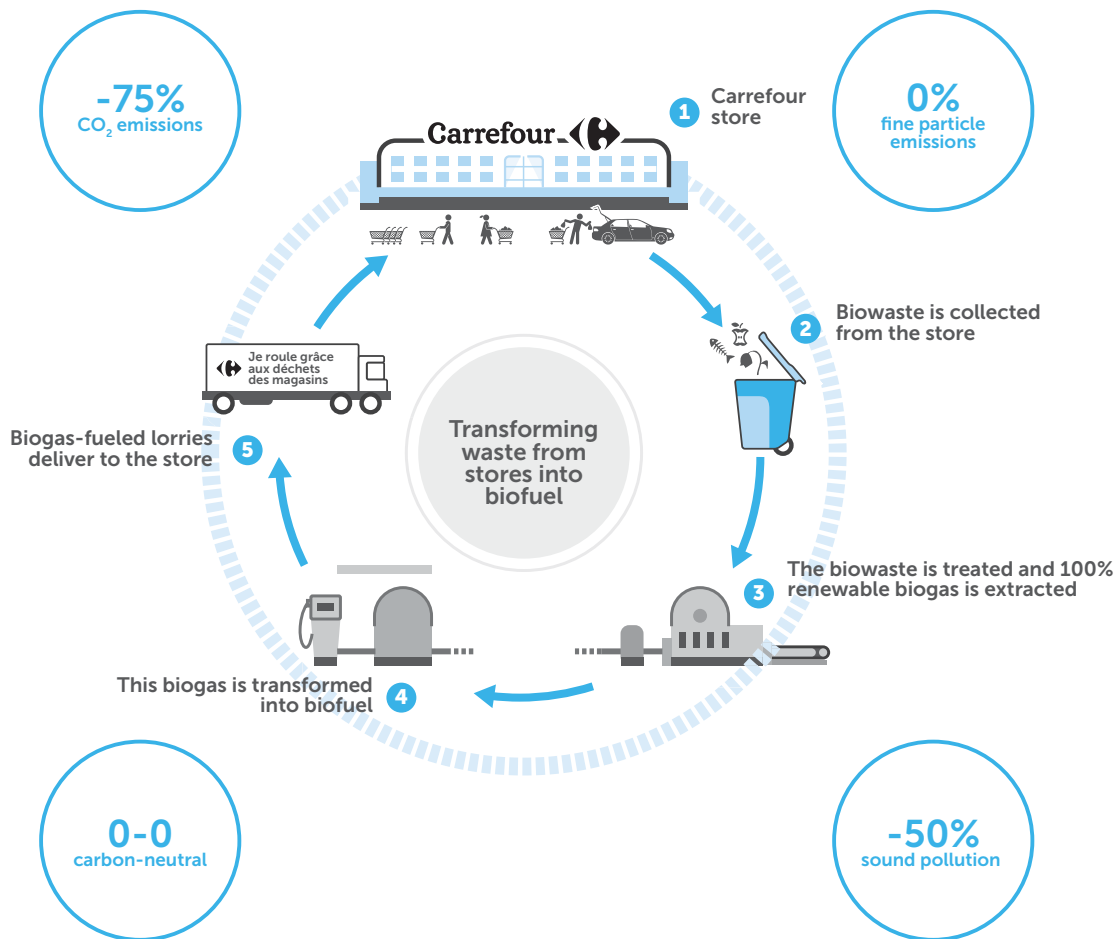 -75%
CO₂ emissions
0%
fine particle
emissions
Carrefour
1
Carrefour
store
2
Biowaste is collected
from the store
3
The biowaste is treated and 100%
renewable biogas is extracted
4
This biogas is transformed
into biofuel
5
Biogas-fueled lorries
deliver to the store
Je roule grâce
aux déchets
des magasins
Transforming
waste from
stores into
biofuel
0-0
carbon-neutral
-50%
sound pollution